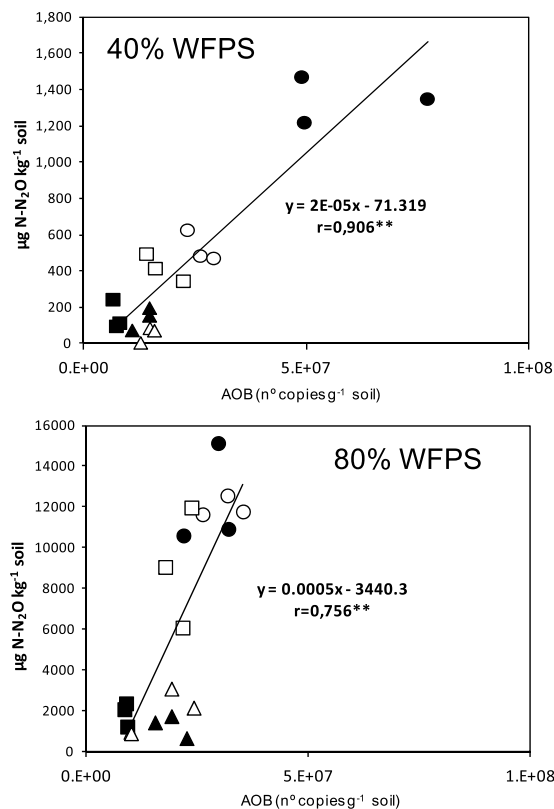 1,800
40% WFPS
1,600
1,400
1,200
1,000
800
600
400
200
0
µg N-N₂O kg⁻¹ soil
y = 2E-05x - 71.319
r=0,906**
0.E+00 5.E+07 1.E+08
AOB (nº copies g⁻¹ soil)
16000
80% WFPS
14000
12000
10000
8000
6000
4000
2000
0
µg N-N₂O kg⁻¹ soil
y = 0.0005x - 3440.3
r=0,756**
0.E+00 5.E+07 1.E+08
AOB (nº copies g⁻¹ soil)